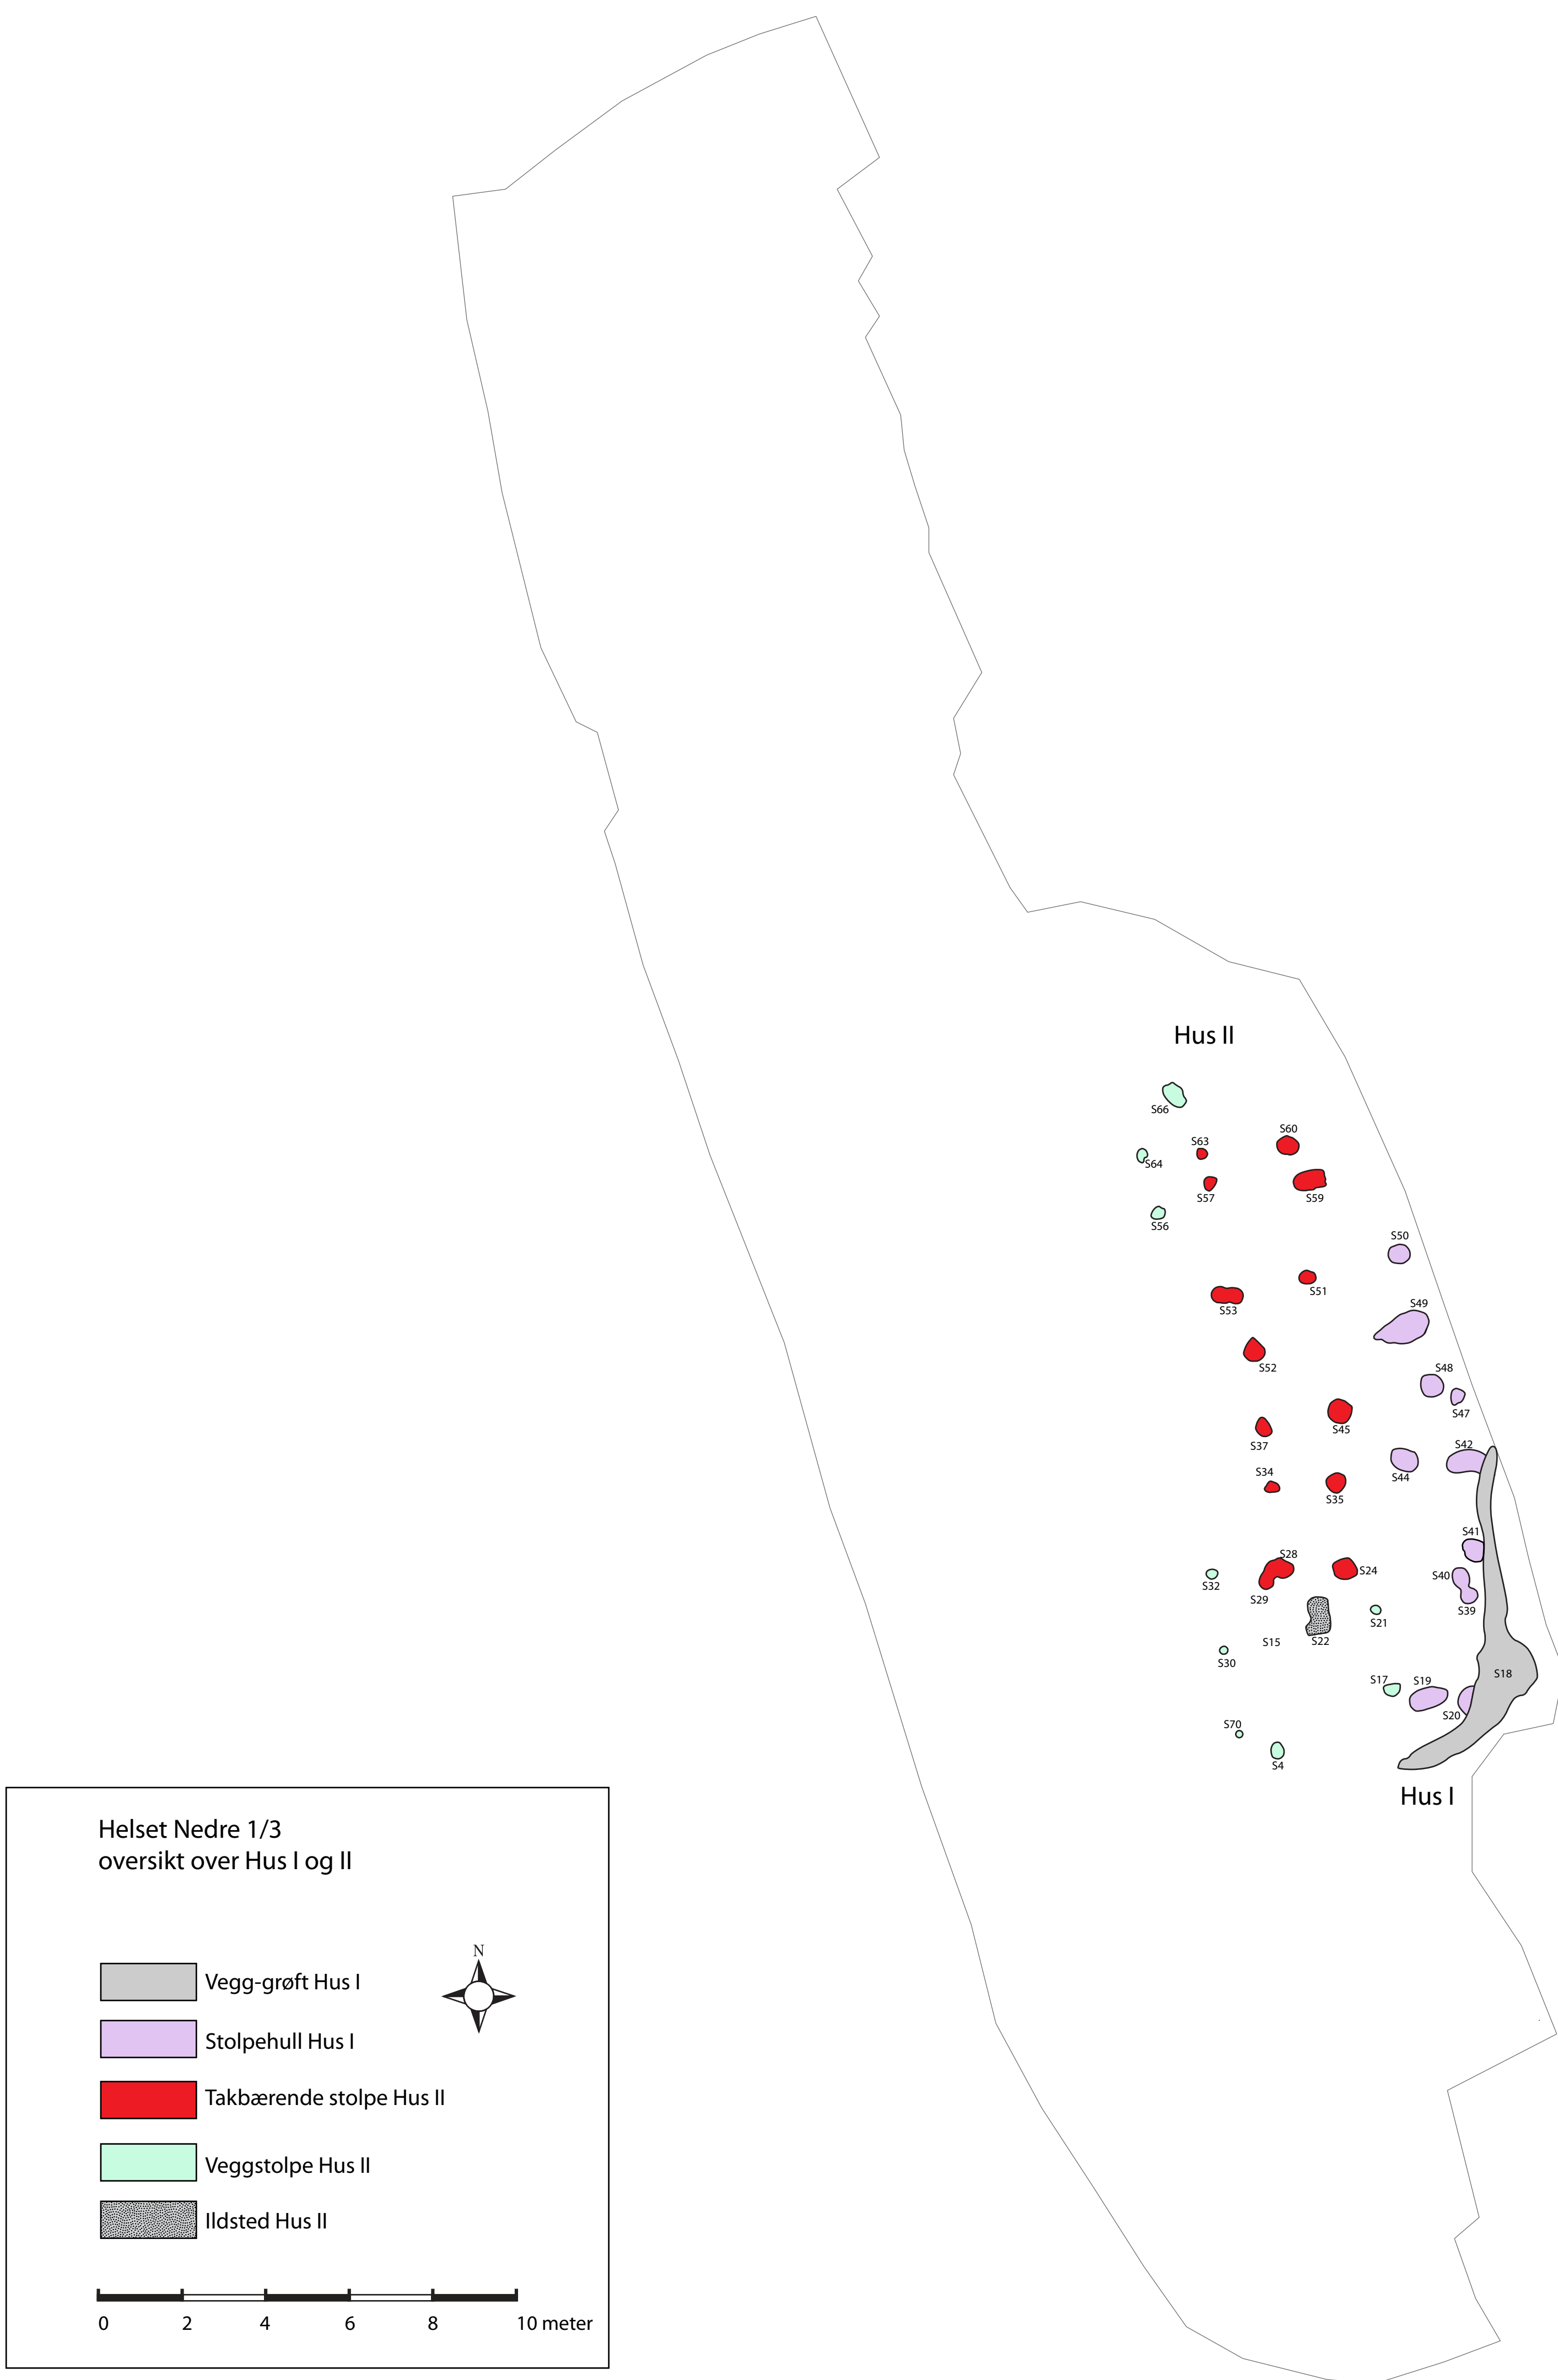 Hus II
S66
S60
S63
S64
S57
S59
S56
S50
S51
S49
S53
S52
S48
S47
S45
S37
S42
S44
S34
S35
S41
S28
S24
S40
S32
S29
S39
S21
S15
S22
S30
S18
S17
S19
S20
S70
S4
Hus I
Helset Nedre 1/3
oversikt over Hus I og II
N
Vegg-grøft Hus I
Stolpehull Hus I
Takbærende stolpe Hus II
Veggstolpe Hus II
Ildsted Hus II
0 2 4 6 8 10 meter